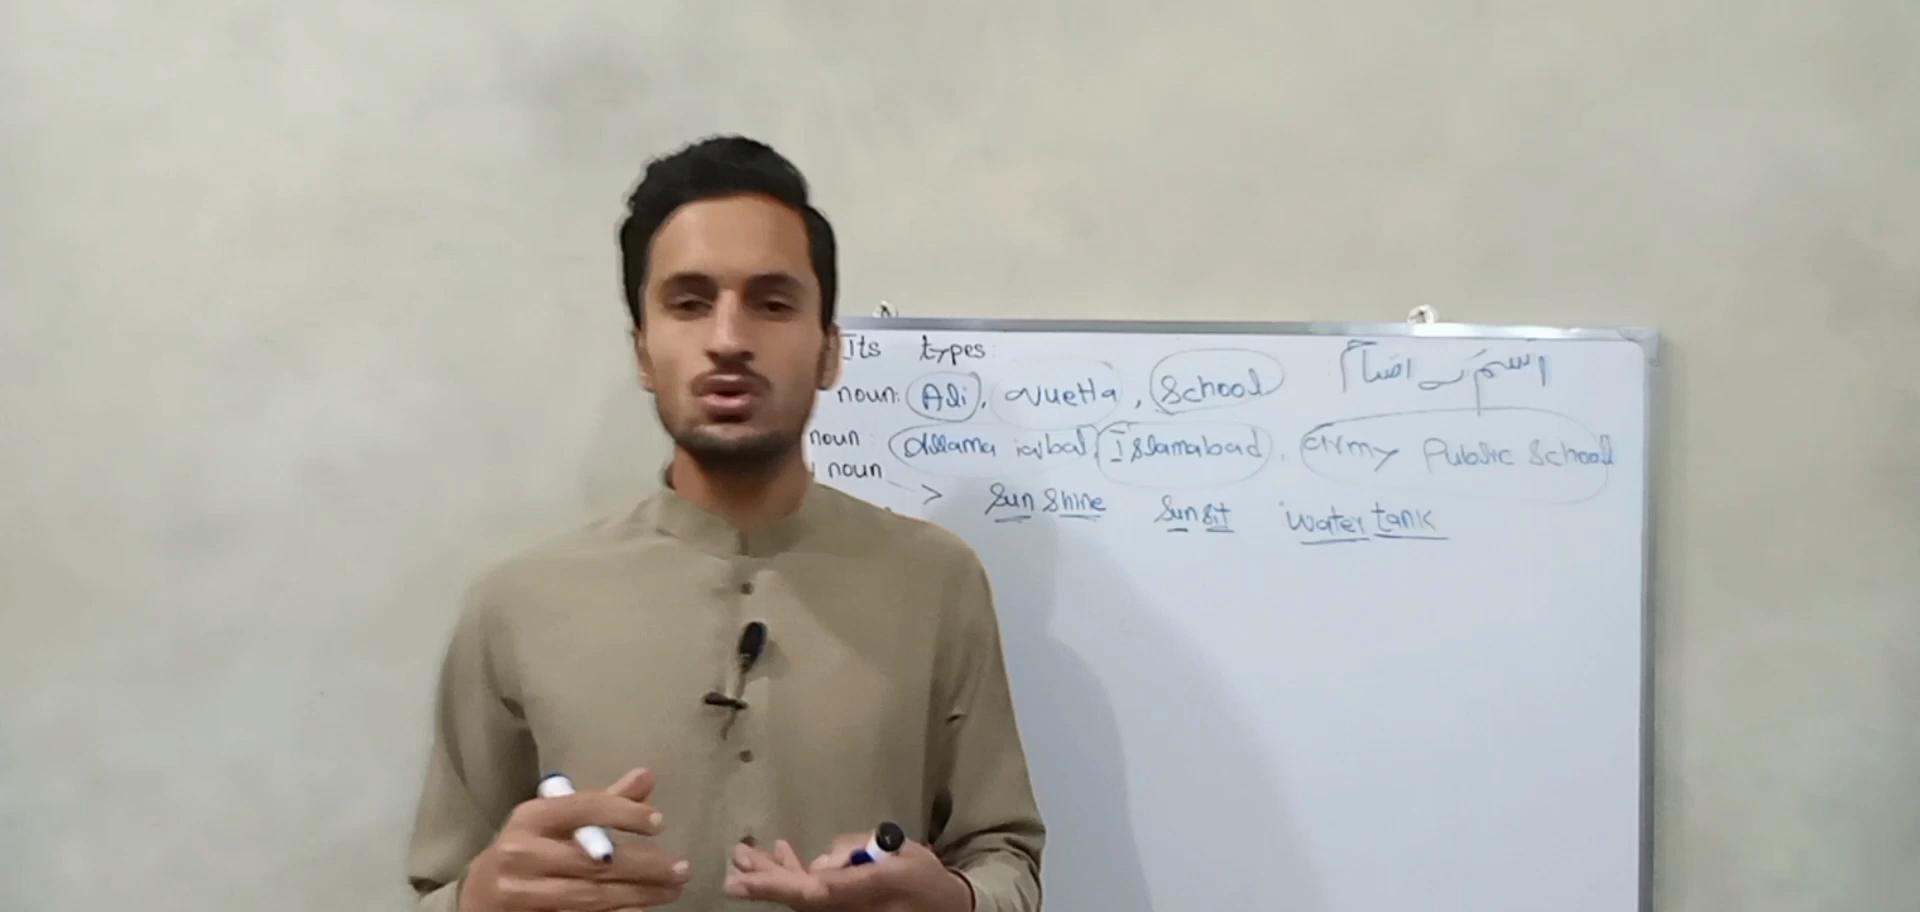 Its types:
noun: Ali, Quetta, School
اسم کے اقسام
noun: Allama iqbal, Islamabad, Army Public School
noun > Sun Shine Sun Sit Water tank